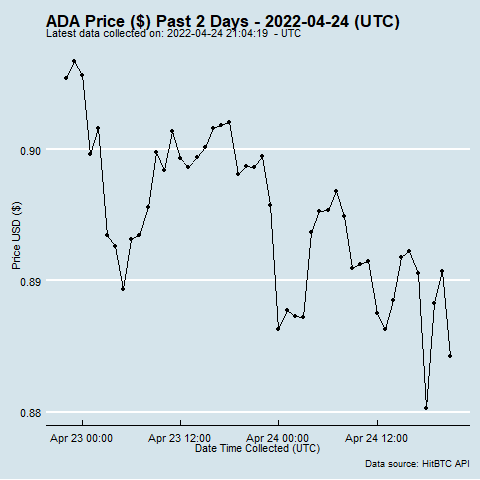 ADA Price ($) Past 2 Days - 2022-04-24 (UTC)
Latest data collected on: 2022-04-24 21:04:19 - UTC
0.90
0.89
0.88
Price USD ($)
Apr 23 00:00 Apr 23 12:00 Apr 24 00:00 Apr 24 12:00
Date Time Collected (UTC)
Data source: HitBTC API